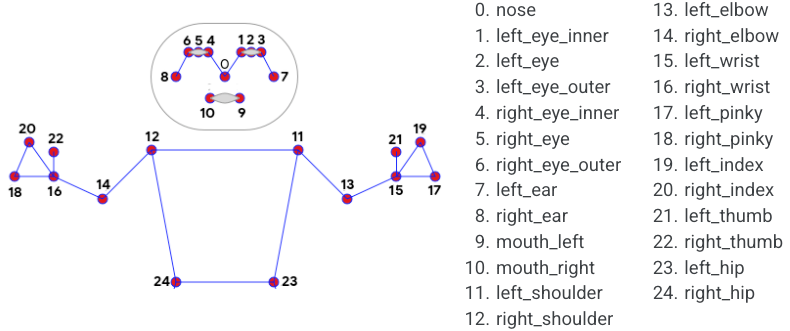 6 5 4 1 2 3
0
8 7
10 9
20 22 12 11 21 19
18 16 14 13 15 17
24 23
0. nose
1. left_eye_inner
2. left_eye
3. left_eye_outer
4. right_eye_inner
5. right_eye
6. right_eye_outer
7. left_ear
8. right_ear
9. mouth_left
10. mouth_right
11. left_shoulder
12. right_shoulder
13. left_elbow
14. right_elbow
15. left_wrist
16. right_wrist
17. left_pinky
18. right_pinky
19. left_index
20. right_index
21. left_thumb
22. right_thumb
23. left_hip
24. right_hip